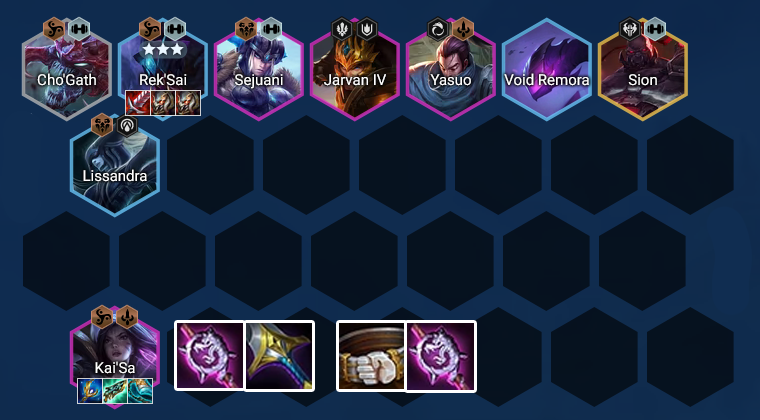 Cho'Gath
Rek'Sai
Sejuani
Jarvan IV
Yasuo
Void Remora
Sion
Lissandra
Kai'Sa